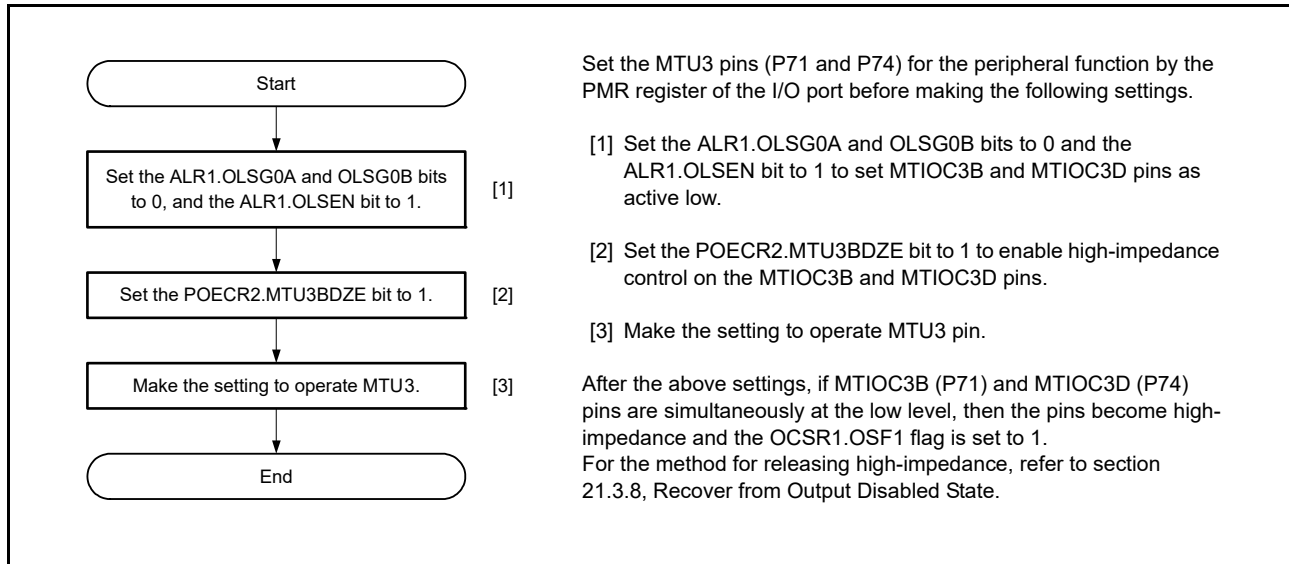 Start
Set the ALR1.OLSG0A and OLSG0B bits
to 0, and the ALR1.OLSEN bit to 1.
[1]
Set the POECR2.MTU3BDZE bit to 1.
[2]
Make the setting to operate MTU3.
[3]
End
Set the MTU3 pins (P71 and P74) for the peripheral function by the
PMR register of the I/O port before making the following settings.
[1] Set the ALR1.OLSG0A and OLSG0B bits to 0 and the
ALR1.OLSEN bit to 1 to set MTIOC3B and MTIOC3D pins as
active low.
[2] Set the POECR2.MTU3BDZE bit to 1 to enable high-impedance
control on the MTIOC3B and MTIOC3D pins.
[3] Make the setting to operate MTU3 pin.
After the above settings, if MTIOC3B (P71) and MTIOC3D (P74)
pins are simultaneously at the low level, then the pins become high-
impedance and the OCSR1.OSF1 flag is set to 1.
For the method for releasing high-impedance, refer to section
21.3.8, Recover from Output Disabled State.